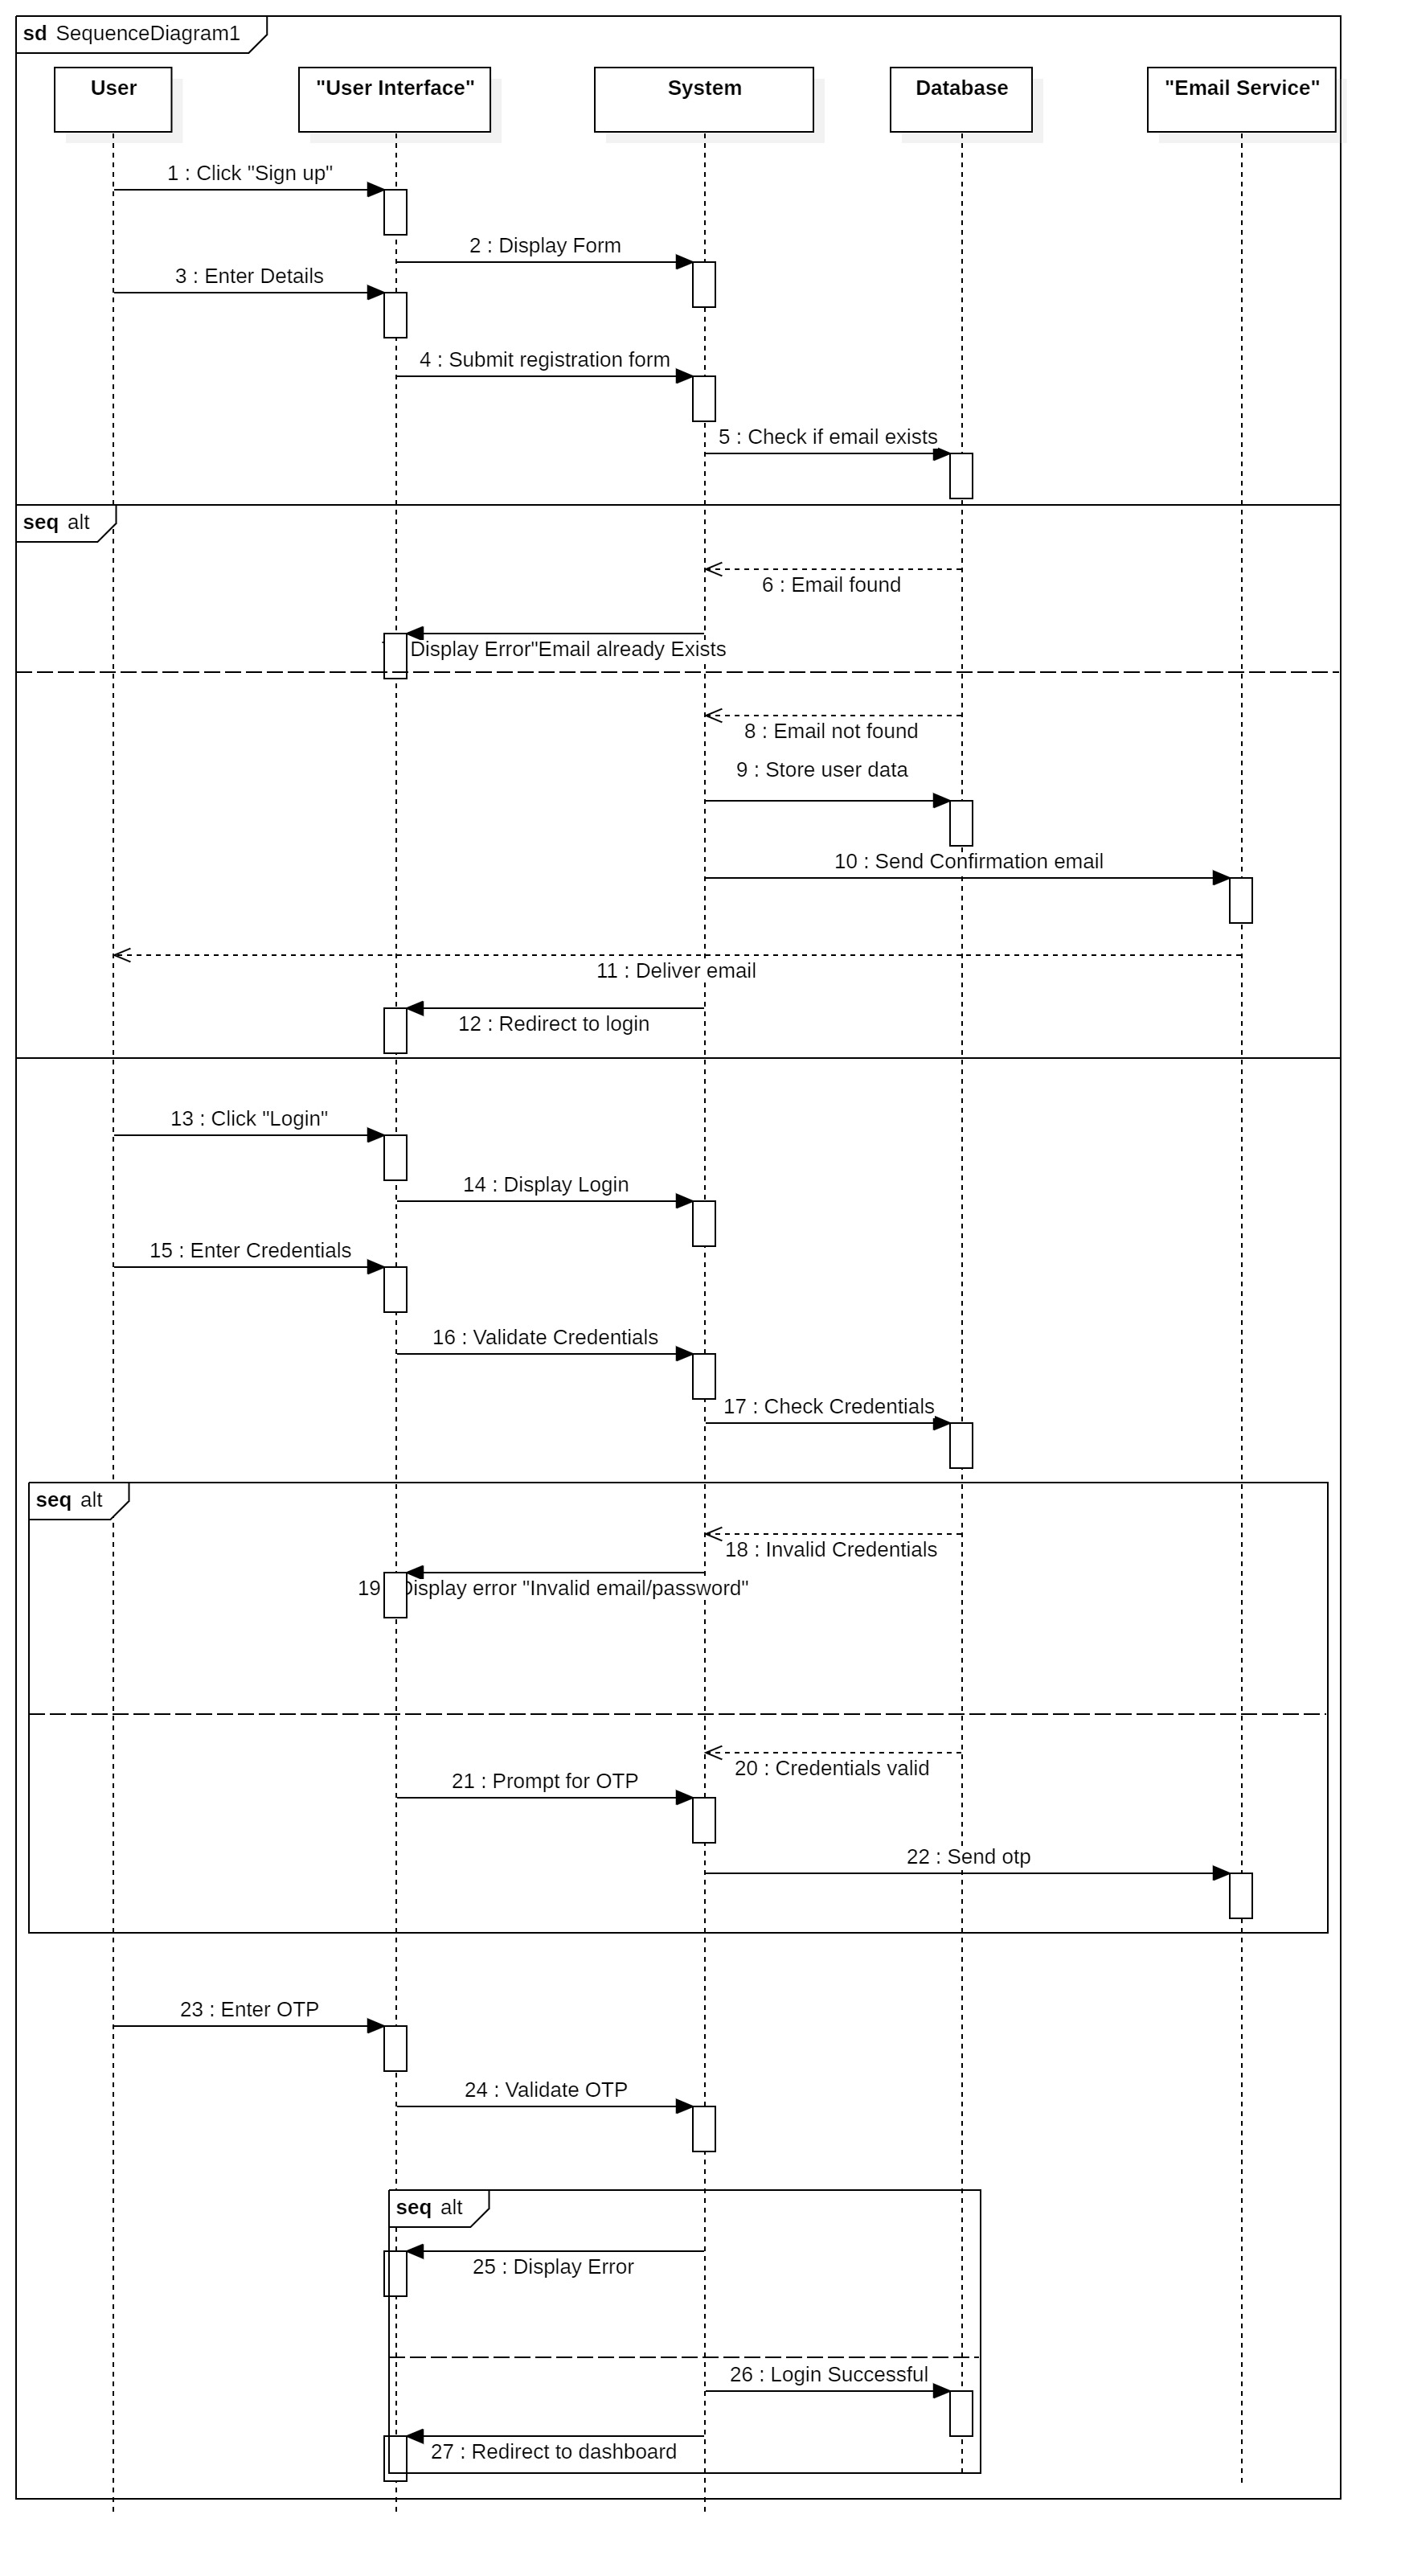 sd SequenceDiagram1
User
"User Interface"
System
Database
"Email Service"
1 : Click "Sign up"
2 : Display Form
3 : Enter Details
4 : Submit registration form
5 : Check if email exists
seq alt
6 : Email found
Display Error"Email already Exists
8 : Email not found
9 : Store user data
10 : Send Confirmation email
11 : Deliver email
12 : Redirect to login
13 : Click "Login"
14 : Display Login
15 : Enter Credentials
16 : Validate Credentials
17 : Check Credentials
seq alt
18 : Invalid Credentials
19 Display error "Invalid email/password"
20 : Credentials valid
21 : Prompt for OTP
22 : Send otp
23 : Enter OTP
24 : Validate OTP
seq alt
25 : Display Error
26 : Login Successful
27 : Redirect to dashboard